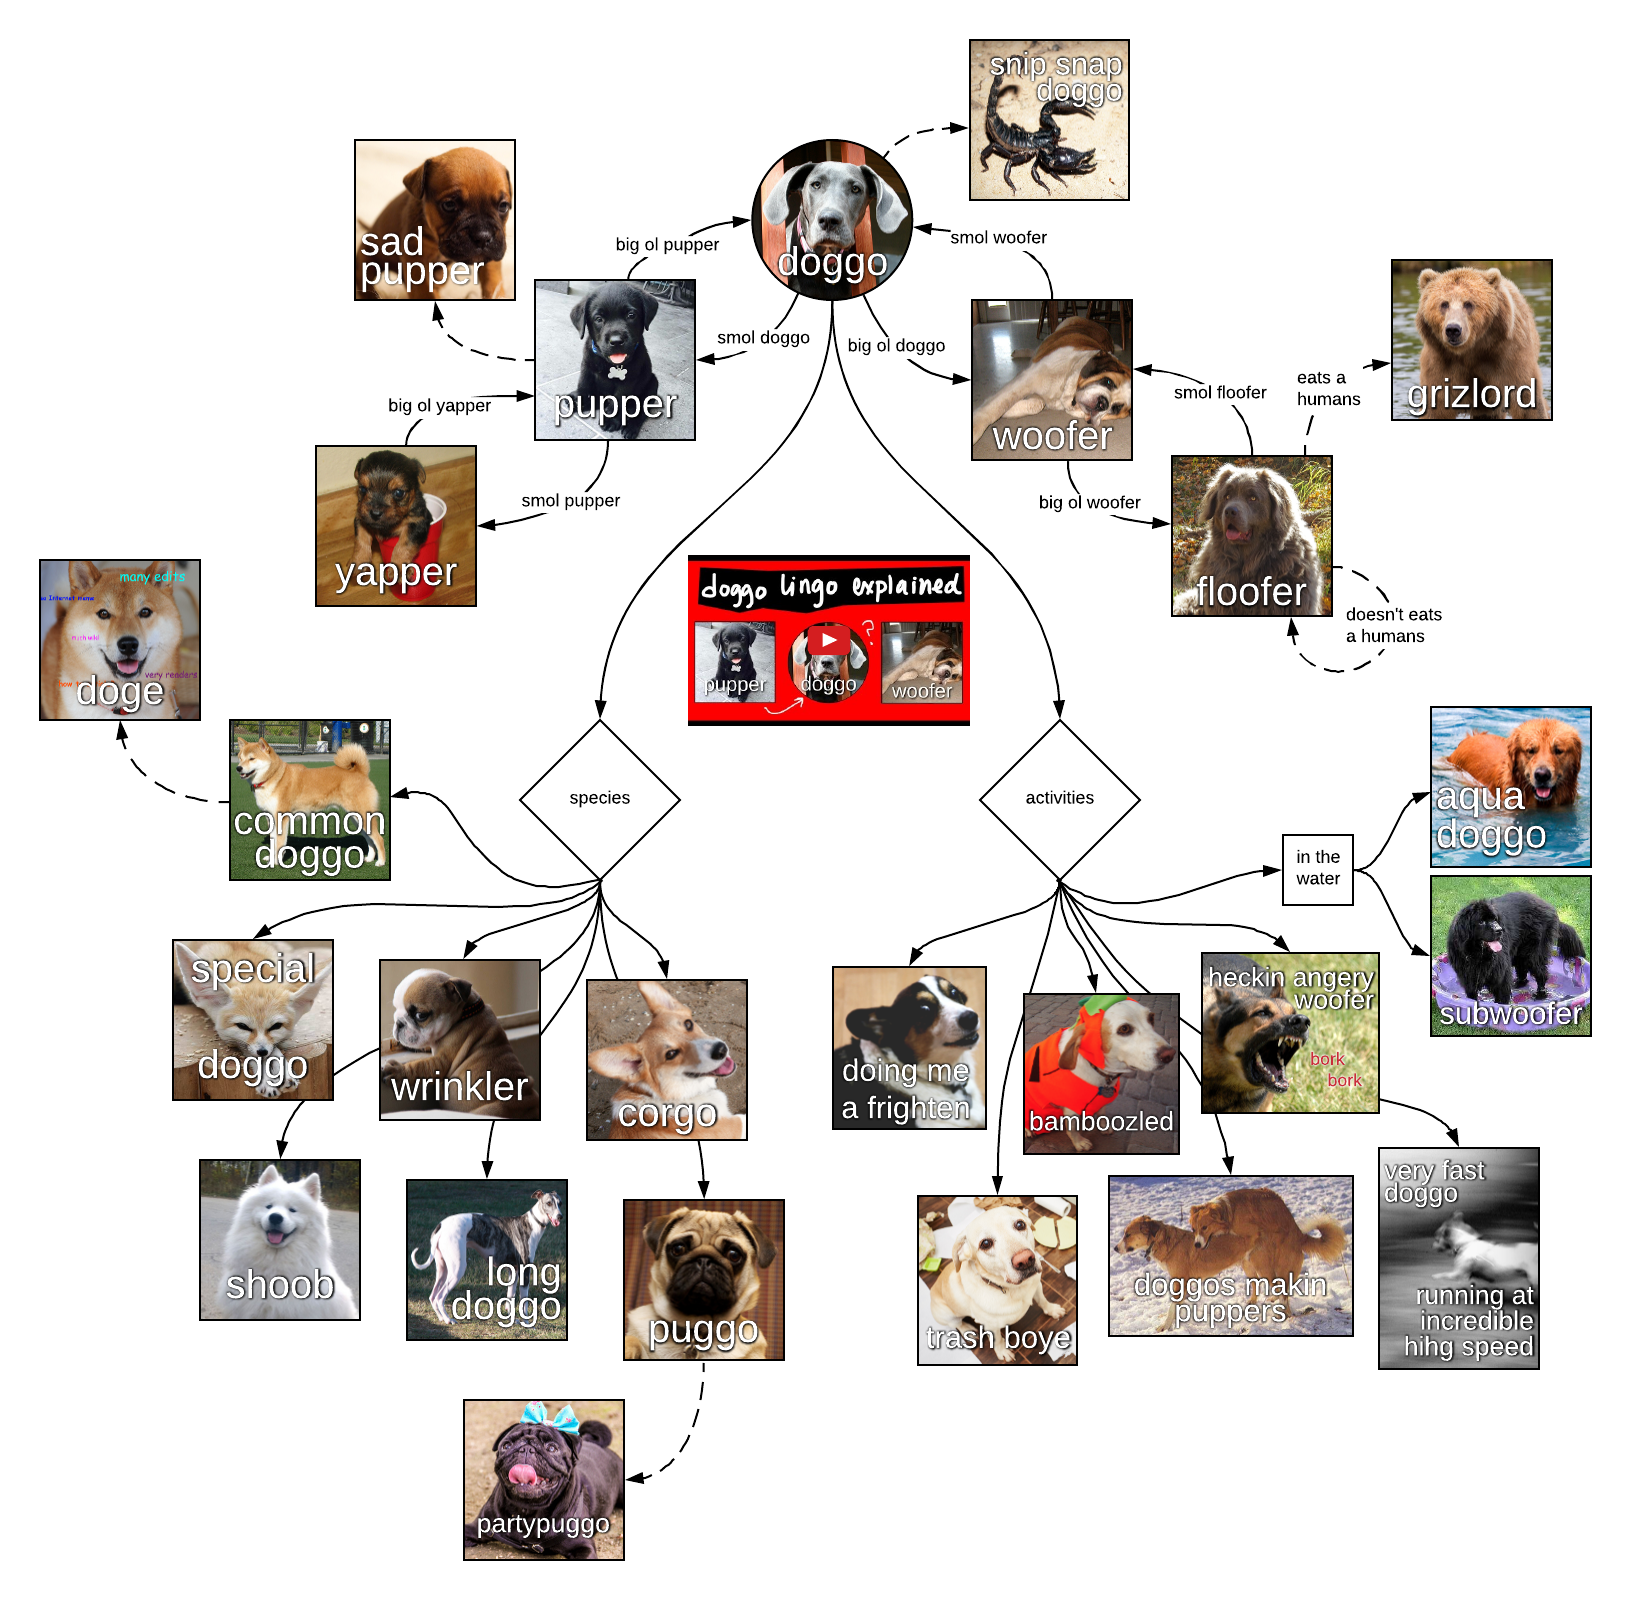 snip snap
doggo
doggo
sad
pupper
big ol pupper
smol woofer
smol doggo
big ol doggo
pupper
woofer
grizlord
eats a
humans
smol floofer
big ol yapper
smol pupper
big ol woofer
yapper
floofer
doesn't eats
a humans
doggo lingo explained
pupper
doggo
woofer
many edits
much wiki
very readers
doge
common
doggo
species
activities
in the
water
aqua
doggo
subwoofer
special
doggo
wrinkler
corgo
doing me
a frighten
bamboozled
heckin angery
woofer
bork
bork
shoob
long
doggo
puggo
trash boye
doggos makin
puppers
very fast
doggo
running at
incredible
hihg speed
partypuggo